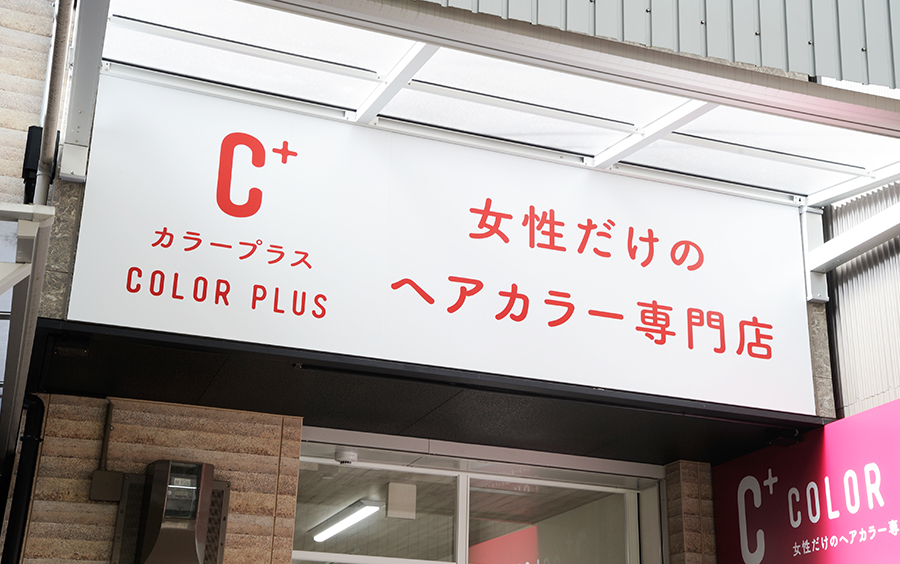 C+
カラープラス
COLOR PLUS
女性だけの
ヘアカラー専門店
C+ COLOR
女性だけのヘアカラー専